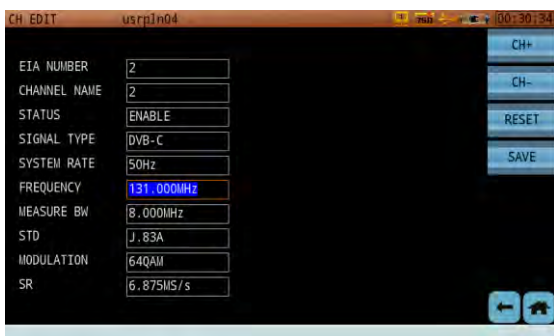 CH EDIT usrpln04 00:30:34
CH+
EIA NUMBER 2
CH-
CHANNEL NAME 2
STATUS ENABLE
RESET
SIGNAL TYPE DVB-C
SYSTEM RATE 50Hz
SAVE
FREQUENCY 131.000MHz
MEASURE BW 8.000MHz
STD J.83A
MODULATION 64QAM
SR 6.875MS/s